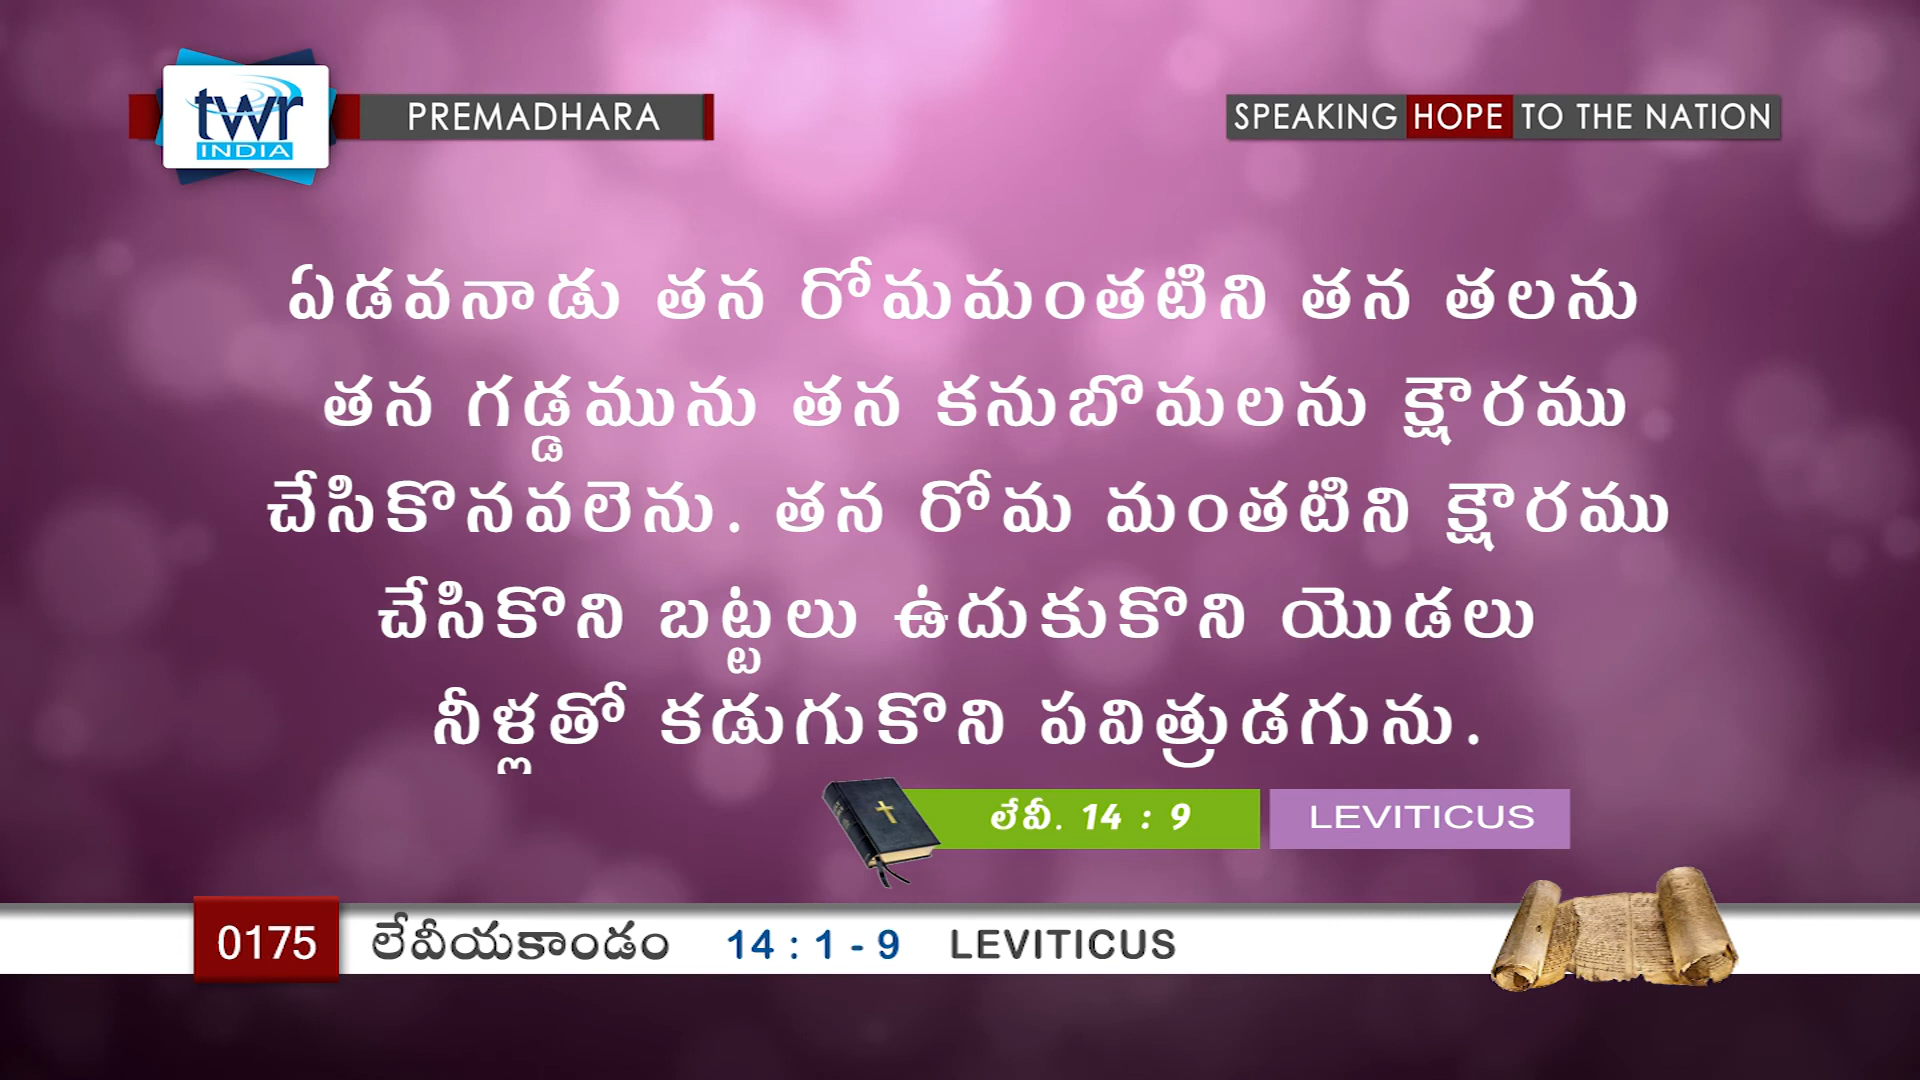 twr
INDIA
PREMADHARA
SPEAKING HOPE TO THE NATION
ఏడవనాడు తన రోమమంతటిని తన తలను
తన గడ్డమును తన కనుబొమలను క్షౌరము
చేసికొనవలెను. తన రోమ మంతటిని క్షౌరము
చేసికొని బట్టలు ఉదుకుకొని యొడలు
నీళ్లతో కడుగుకొని పవిత్రుడగును.
లేవీ. 14 : 9
LEVITICUS
0175 లేవీయకాండం 14 : 1 - 9 LEVITICUS